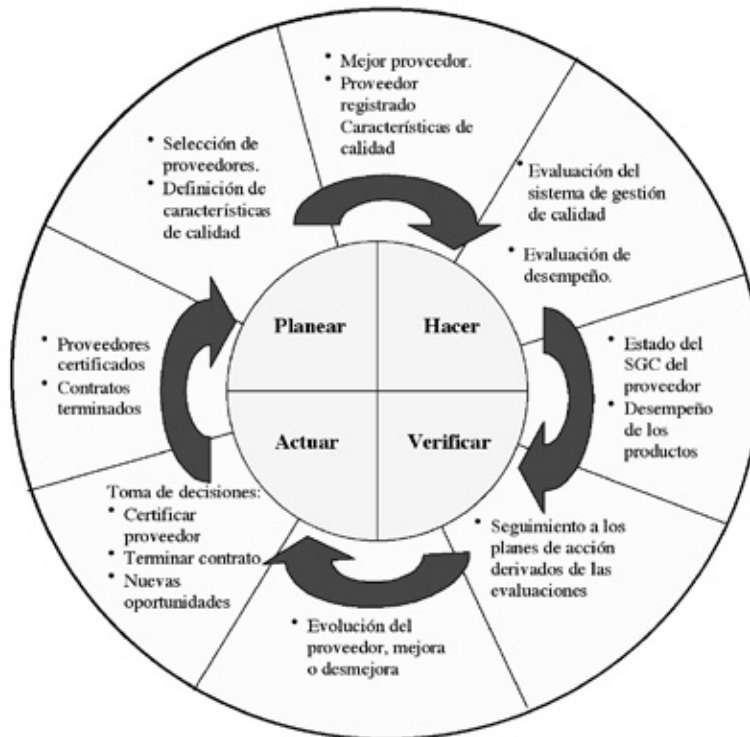 • Mejor proveedor.
• Proveedor
registrado
Características de
calidad
• Selección de
proveedores.
• Definición de
características
de calidad
• Evaluación del
sistema de gestión
de calidad
• Evaluación de
desempeño.
Planear
Hacer
• Proveedores
certificados
• Contratos
terminados
• Estado del
SGC del
proveedor
• Desempeño
de los
productos
Actuar
Verificar
Toma de decisiones:
• Certificar
proveedor
• Terminar contrato
• Nuevas
oportunidades
• Seguimiento a los
planes de acción
derivados de las
evaluaciones
• Evolución del
proveedor, mejora
o desmejora